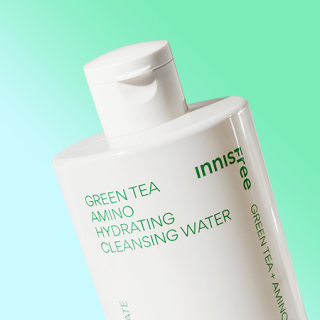 GREEN TEA
AMINO
HYDRATING
CLEANSING WATER
innisfree
GREEN TEA + AMINO